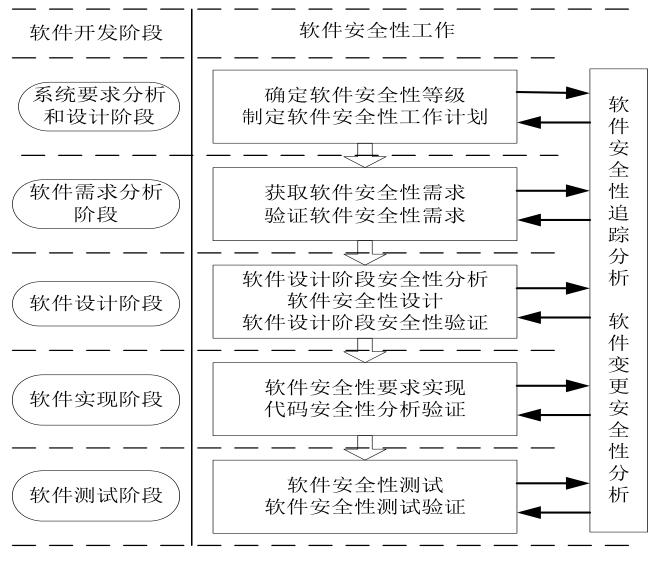 软件开发阶段
软件安全性工作
系统要求分析
和设计阶段
确定软件安全性等级
制定软件安全性工作计划
软件需求分析
阶段
获取软件安全性需求
验证软件安全性需求
软件设计阶段
软件设计阶段安全性分析
软件安全性设计
软件设计阶段安全性验证
软件实现阶段
软件安全性要求实现
代码安全性分析验证
软件测试阶段
软件安全性测试
软件安全性测试验证
软件安全性追踪分析
软件变更安全性分析